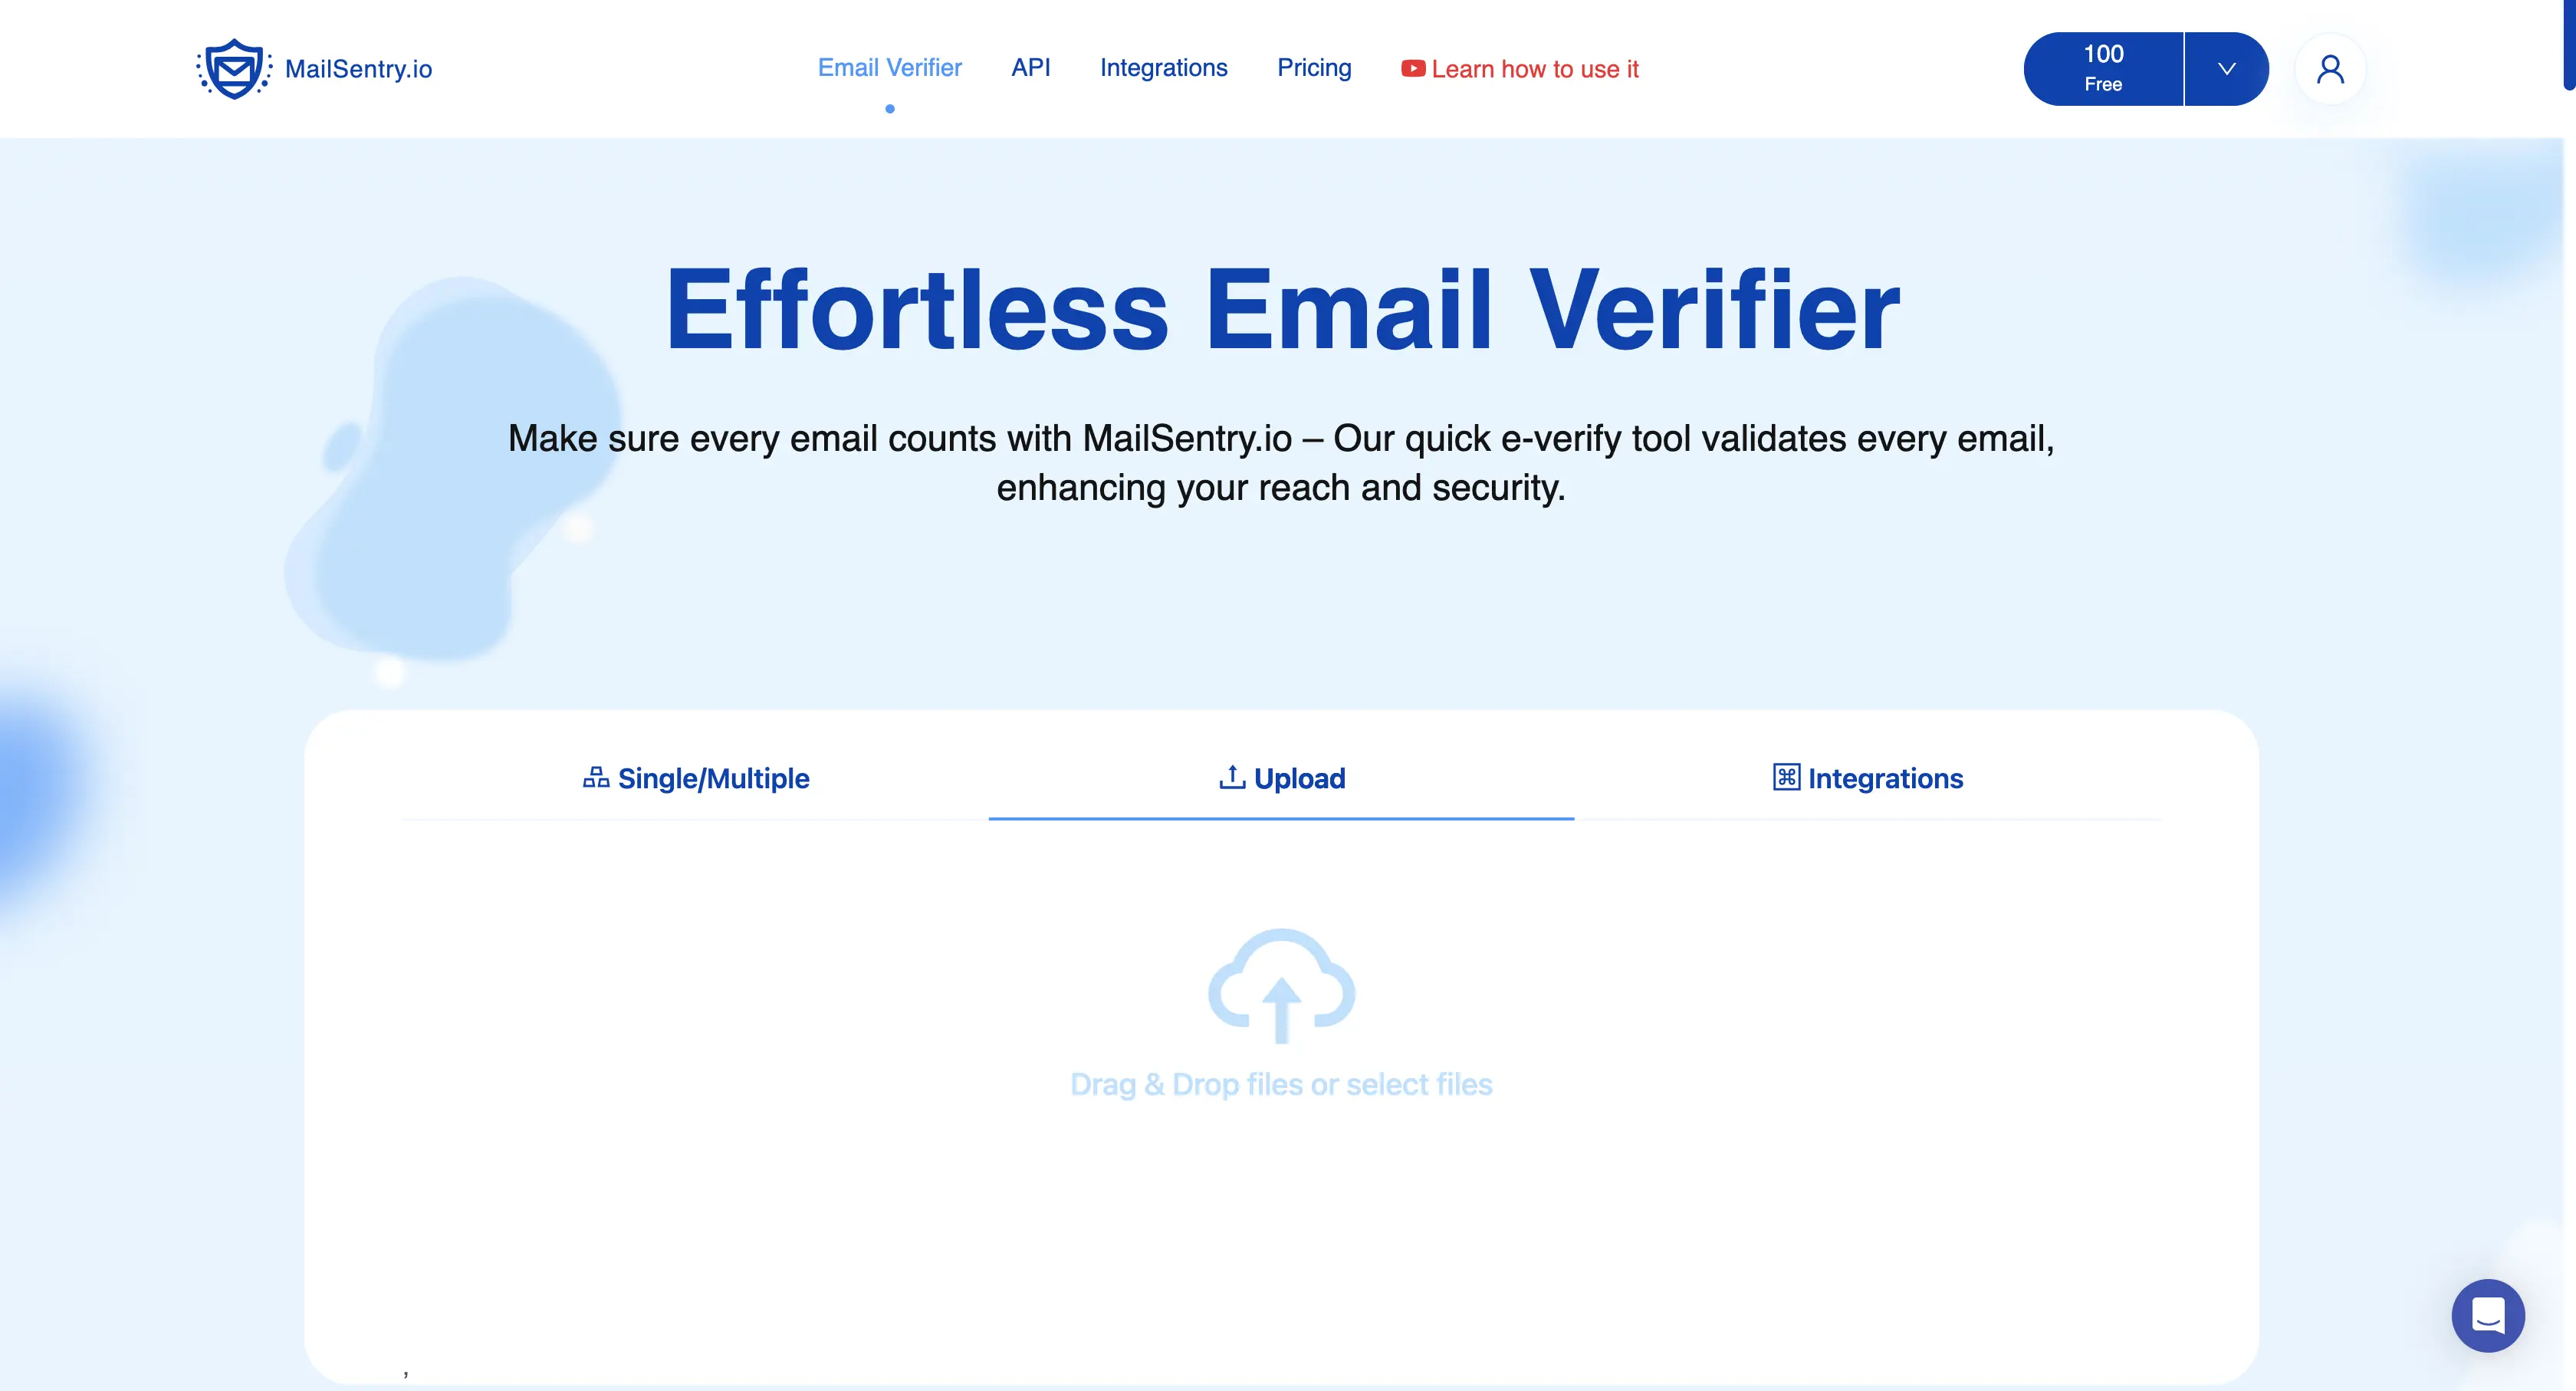 MailSentry.io
Email Verifier
API
Integrations
Pricing
Learn how to use it
100
Free
Effortless Email Verifier
Make sure every email counts with MailSentry.io – Our quick e-verify tool validates every email,
enhancing your reach and security.
Single/Multiple
Upload
Integrations
Drag & Drop files or select files
,